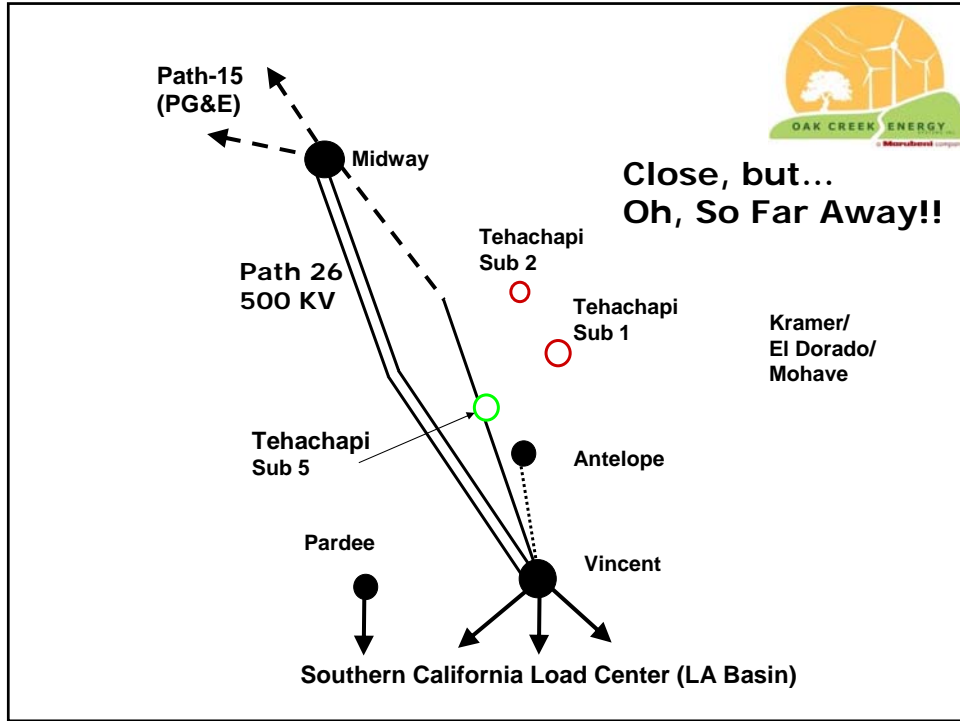 OAK CREEK ENERGY
a Marubeni company
Path-15
(PG&E)
Midway
Close, but...
Oh, So Far Away!!
Tehachapi
Sub 2
Path 26
500 KV
Tehachapi
Sub 1
Kramer/
El Dorado/
Mohave
Tehachapi
Sub 5
Antelope
Pardee
Vincent
Southern California Load Center (LA Basin)